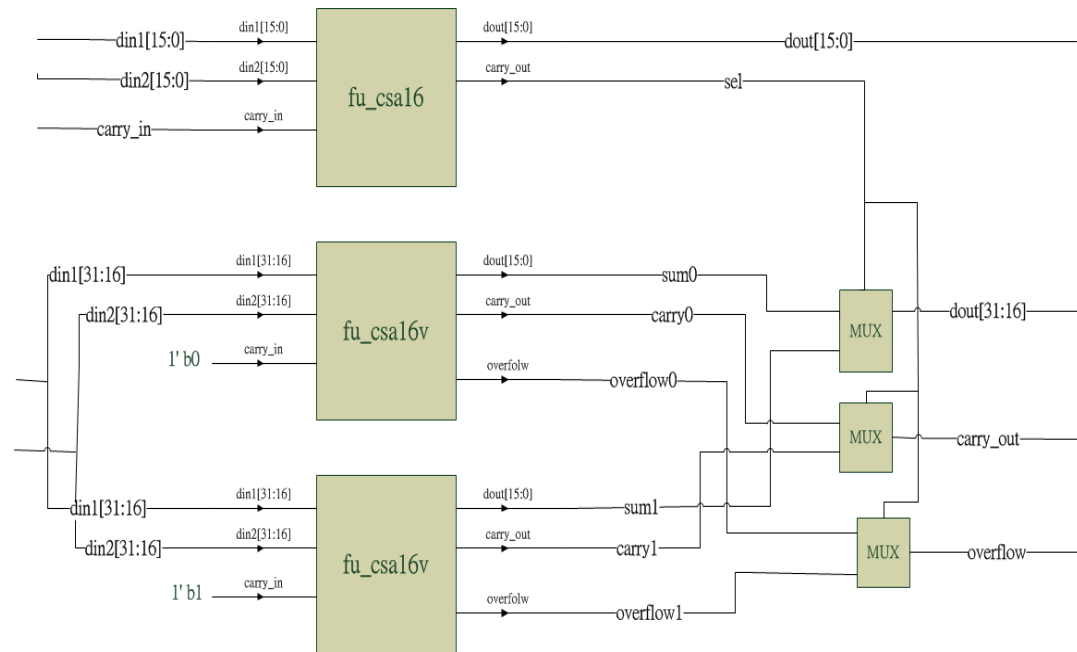 din1[15:0] din1[15:0] dout[15:0] dout[15:0]
din2[15:0] din2[15:0] carry_out sel
fu_csa16
carry_in carry_in
din1[31:16] din1[31:16] dout[15:0] sum0
din2[31:16] din2[31:16] carry_out carry0 MUX dout[31:16]
fu_csa16v
1' b0 carry_in overfolw overflow0
MUX carry_out
din1[31:16] din1[31:16] dout[15:0] sum1
din2[31:16] din2[31:16] carry_out carry1 MUX overflow
fu_csa16v
1' b1 carry_in overfolw overflow1